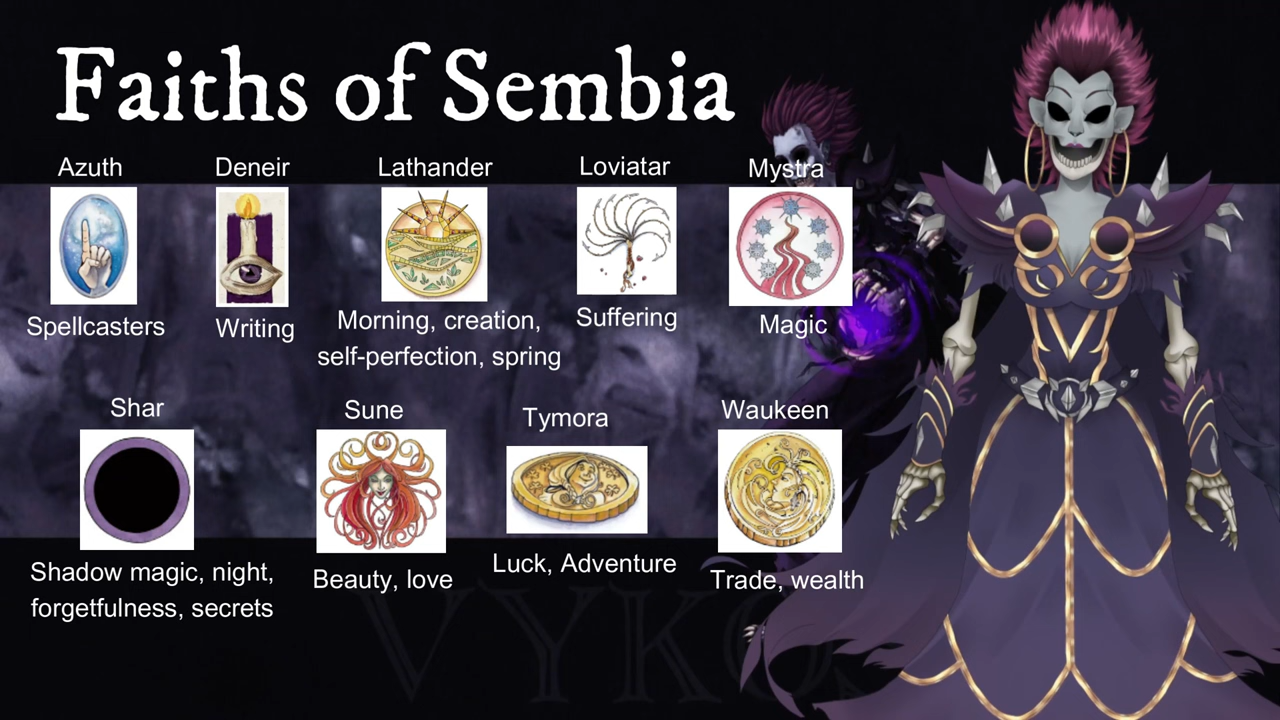 Faiths of Sembia
Azuth
Deneir
Lathander
Loviatar
Mystra
Spellcasters
Writing
Morning, creation,
self-perfection, spring
Suffering
Magic
Shar
Sune
Tymora
Waukeen
Shadow magic, night,
forgetfulness, secrets
Beauty, love
Luck, Adventure
Trade, wealth